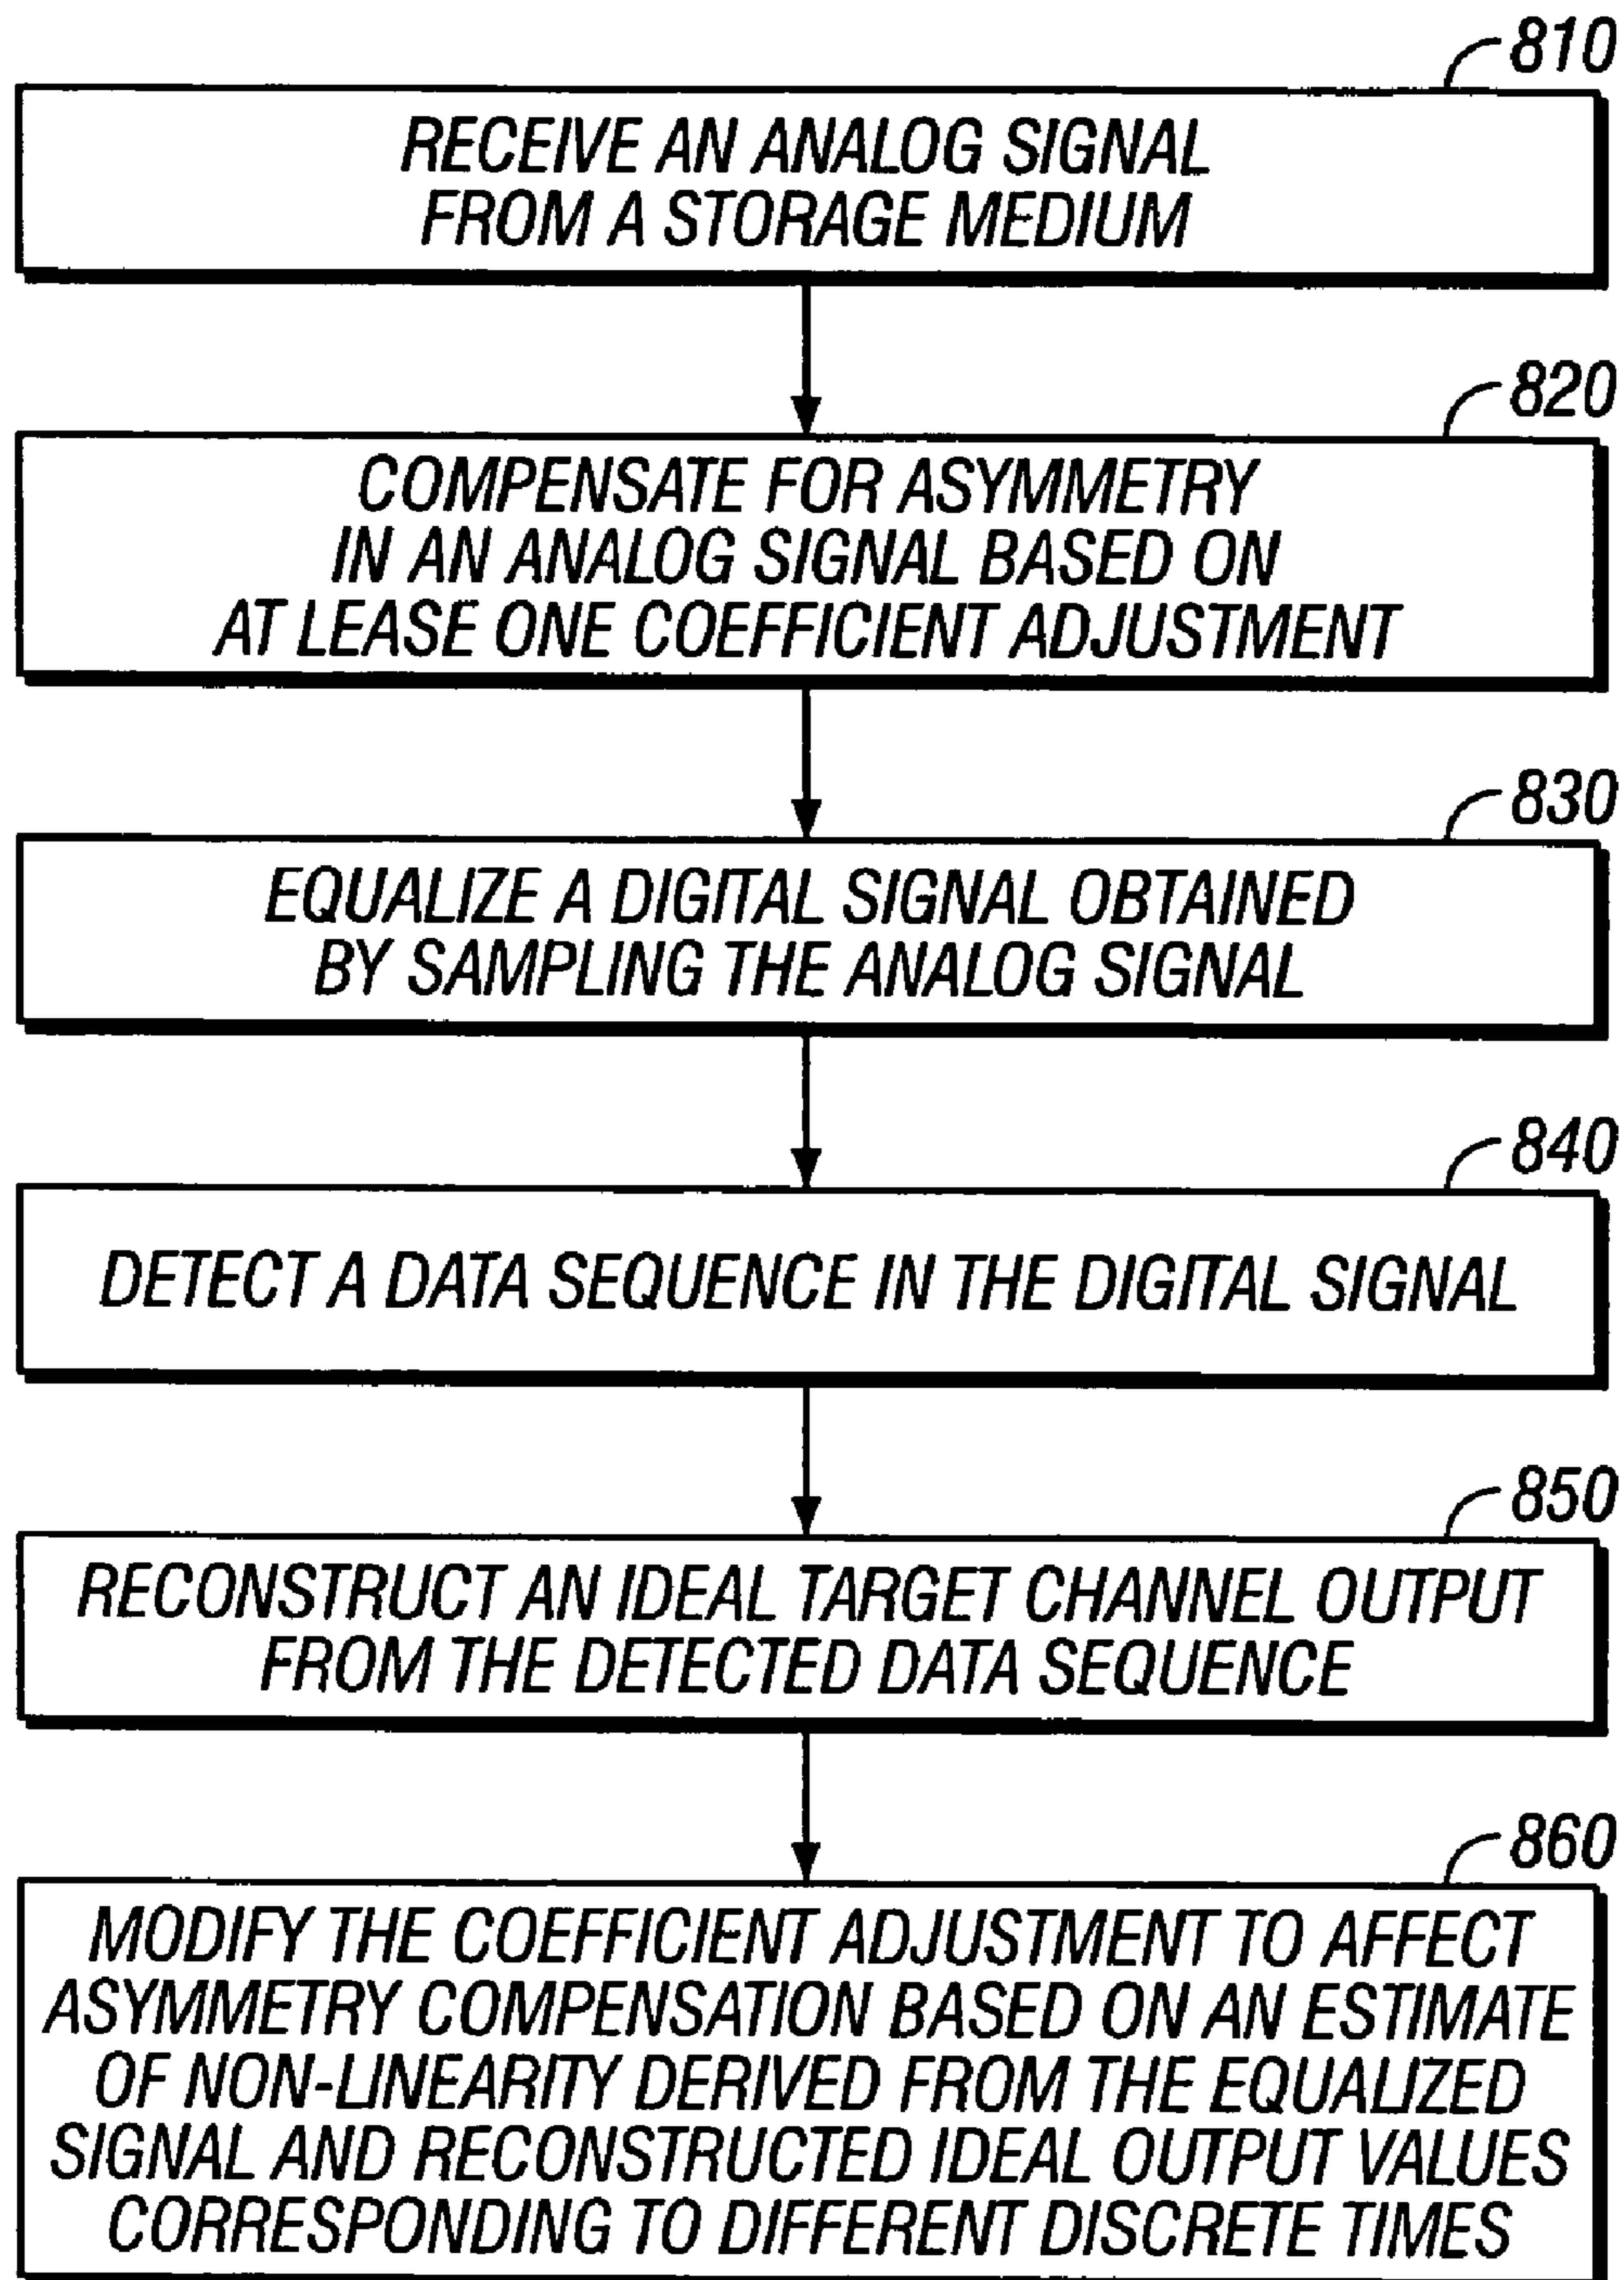 810
RECEIVE AN ANALOG SIGNAL
FROM A STORAGE MEDIUM
820
COMPENSATE FOR ASYMMETRY
IN AN ANALOG SIGNAL BASED ON
AT LEASE ONE COEFFICIENT ADJUSTMENT
830
EQUALIZE A DIGITAL SIGNAL OBTAINED
BY SAMPLING THE ANALOG SIGNAL
840
DETECT A DATA SEQUENCE IN THE DIGITAL SIGNAL
850
RECONSTRUCT AN IDEAL TARGET CHANNEL OUTPUT
FROM THE DETECTED DATA SEQUENCE
860
MODIFY THE COEFFICIENT ADJUSTMENT TO AFFECT
ASYMMETRY COMPENSATION BASED ON AN ESTIMATE
OF NON-LINEARITY DERIVED FROM THE EQUALIZED
SIGNAL AND RECONSTRUCTED IDEAL OUTPUT VALUES
CORRESPONDING TO DIFFERENT DISCRETE TIMES